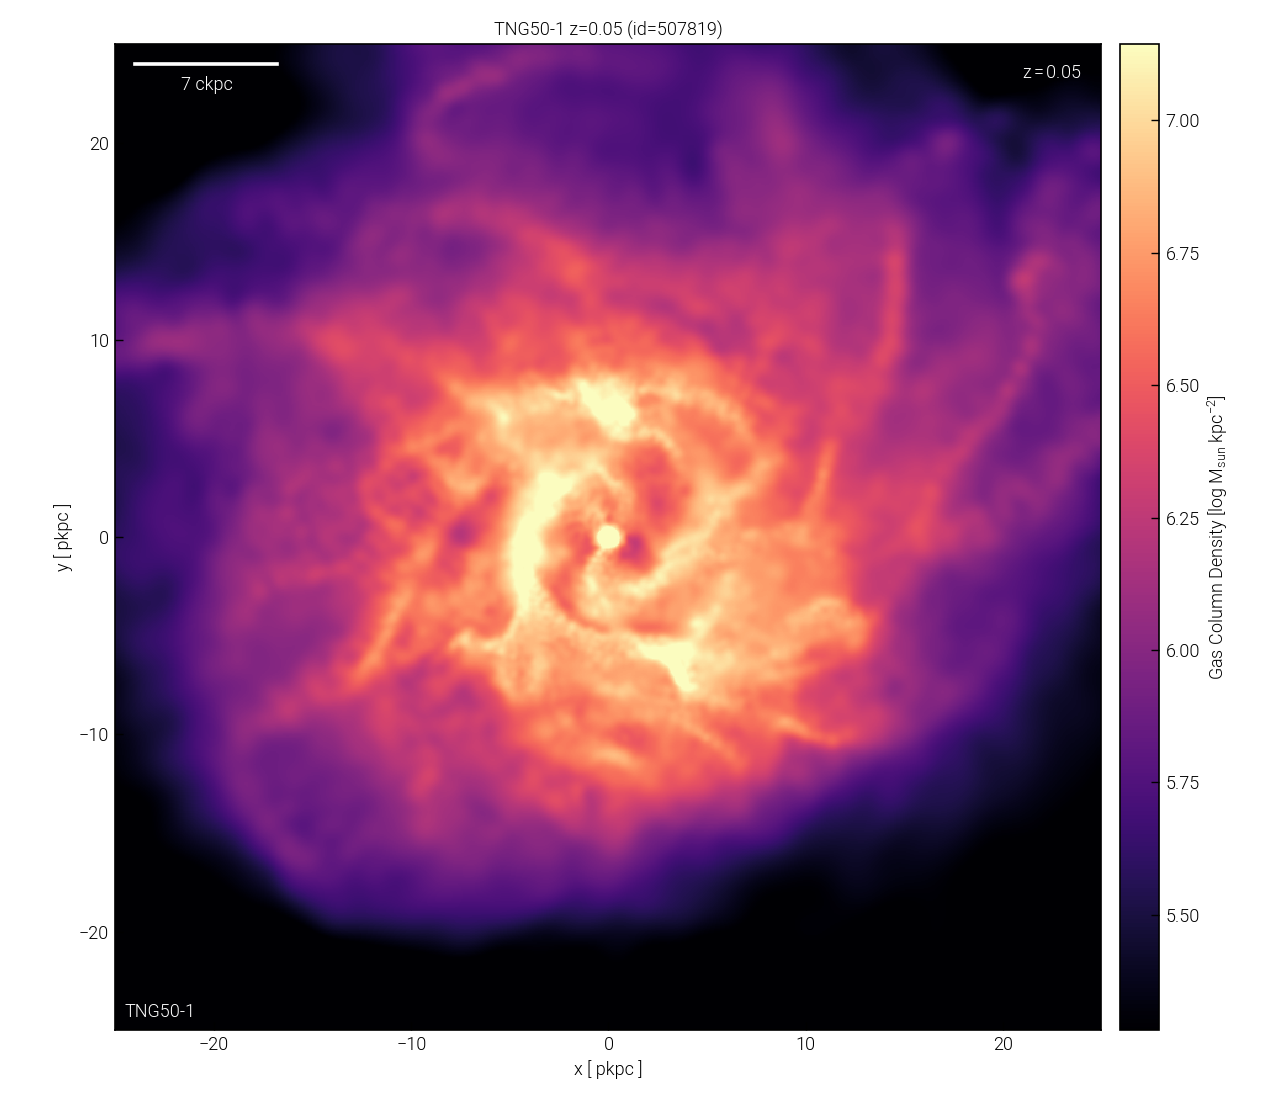 TNG50-1 z=0.05 (id=507819)
7 ckpc
z=0.05
TNG50-1
20
10
0
−10
−20
y [ pkpc ]
−20
−10
0
10
20
x [ pkpc ]
7.00
6.75
6.50
6.25
6.00
5.75
5.50
Gas Column Density [log M_sun kpc⁻²]